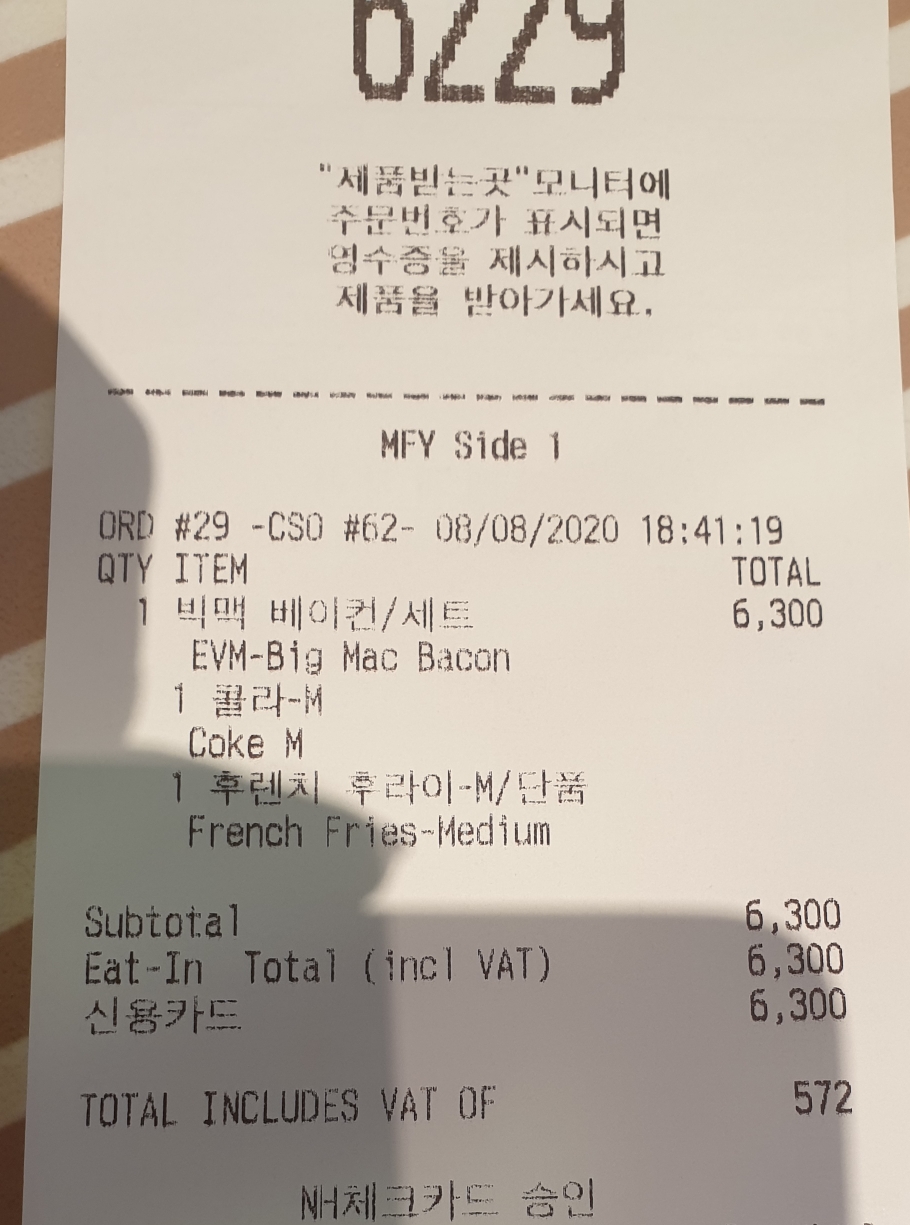 6229
"제품받는곳"모니터에
주문번호가 표시되면
영수증을 제시하시고
제품을 받아가세요.
MFY Side 1
ORD #29 -CSO #62- 08/08/2020 18:41:19
QTY ITEM TOTAL
1 빅맥 베이컨/세트 6,300
EVM-Big Mac Bacon
1 콜라-M
Coke M
1 후렌치 후라이-M/단품
French Fries-Medium
Subtotal 6,300
Eat-In Total (incl VAT) 6,300
신용카드 6,300
TOTAL INCLUDES VAT OF 572
NH체크카드 승인